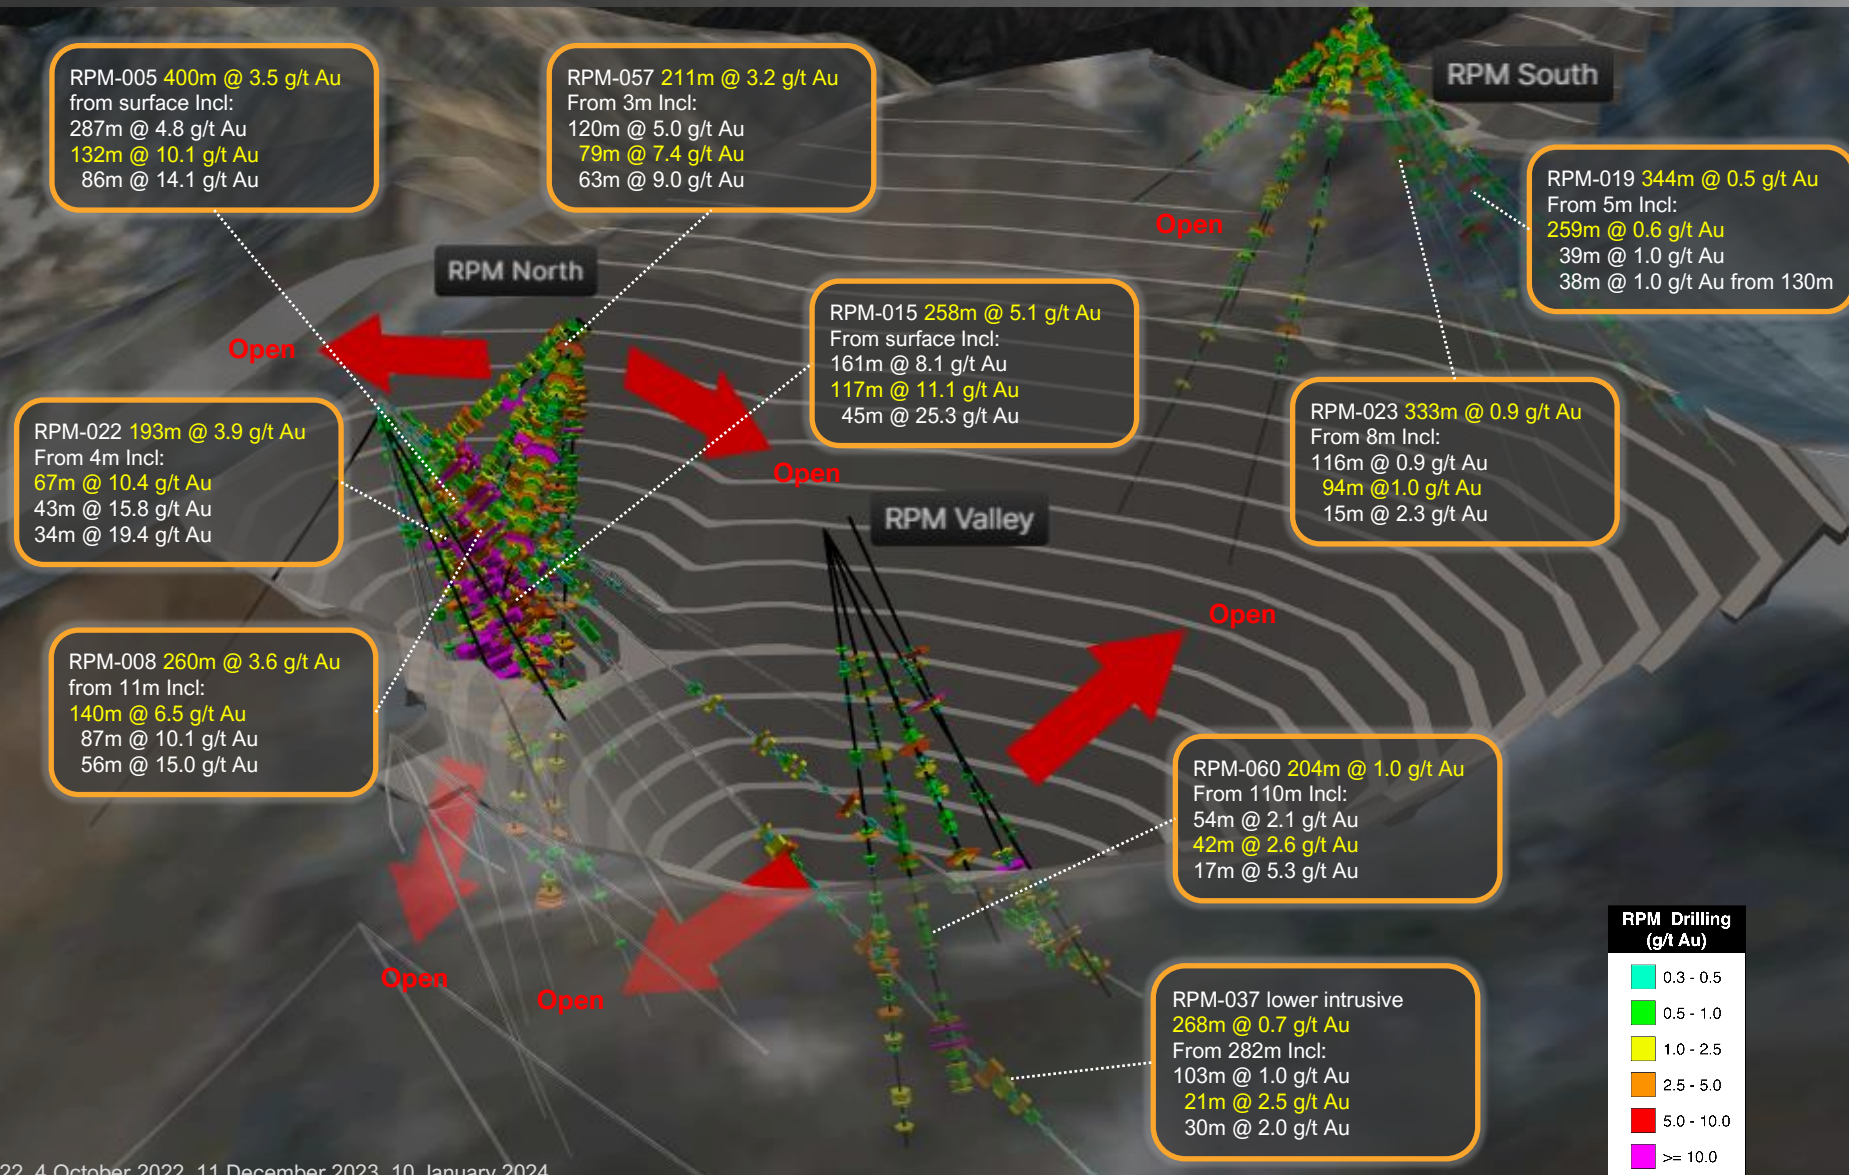 RPM-005 400m @ 3.5 g/t Au
from surface Incl:
287m @ 4.8 g/t Au
132m @ 10.1 g/t Au
86m @ 14.1 g/t Au
RPM-057 211m @ 3.2 g/t Au
From 3m Incl:
120m @ 5.0 g/t Au
79m @ 7.4 g/t Au
63m @ 9.0 g/t Au
RPM South
RPM-019 344m @ 0.5 g/t Au
From 5m Incl:
259m @ 0.6 g/t Au
39m @ 1.0 g/t Au
38m @ 1.0 g/t Au from 130m
Open
RPM North
RPM-015 258m @ 5.1 g/t Au
From surface Incl:
161m @ 8.1 g/t Au
117m @ 11.1 g/t Au
45m @ 25.3 g/t Au
Open
RPM-022 193m @ 3.9 g/t Au
From 4m Incl:
67m @ 10.4 g/t Au
43m @ 15.8 g/t Au
34m @ 19.4 g/t Au
Open
RPM-023 333m @ 0.9 g/t Au
From 8m Incl:
116m @ 0.9 g/t Au
94m @1.0 g/t Au
15m @ 2.3 g/t Au
RPM Valley
Open
RPM-008 260m @ 3.6 g/t Au
from 11m Incl:
140m @ 6.5 g/t Au
87m @ 10.1 g/t Au
56m @ 15.0 g/t Au
RPM-060 204m @ 1.0 g/t Au
From 110m Incl:
54m @ 2.1 g/t Au
42m @ 2.6 g/t Au
17m @ 5.3 g/t Au
Open
Open
RPM-037 lower intrusive
268m @ 0.7 g/t Au
From 282m Incl:
103m @ 1.0 g/t Au
21m @ 2.5 g/t Au
30m @ 2.0 g/t Au
RPM Drilling
(g/t Au)
0.3 - 0.5
0.5 - 1.0
1.0 - 2.5
2.5 - 5.0
5.0 - 10.0
>= 10.0
22, 4 October 2022, 11 December 2023, 10 January 2024